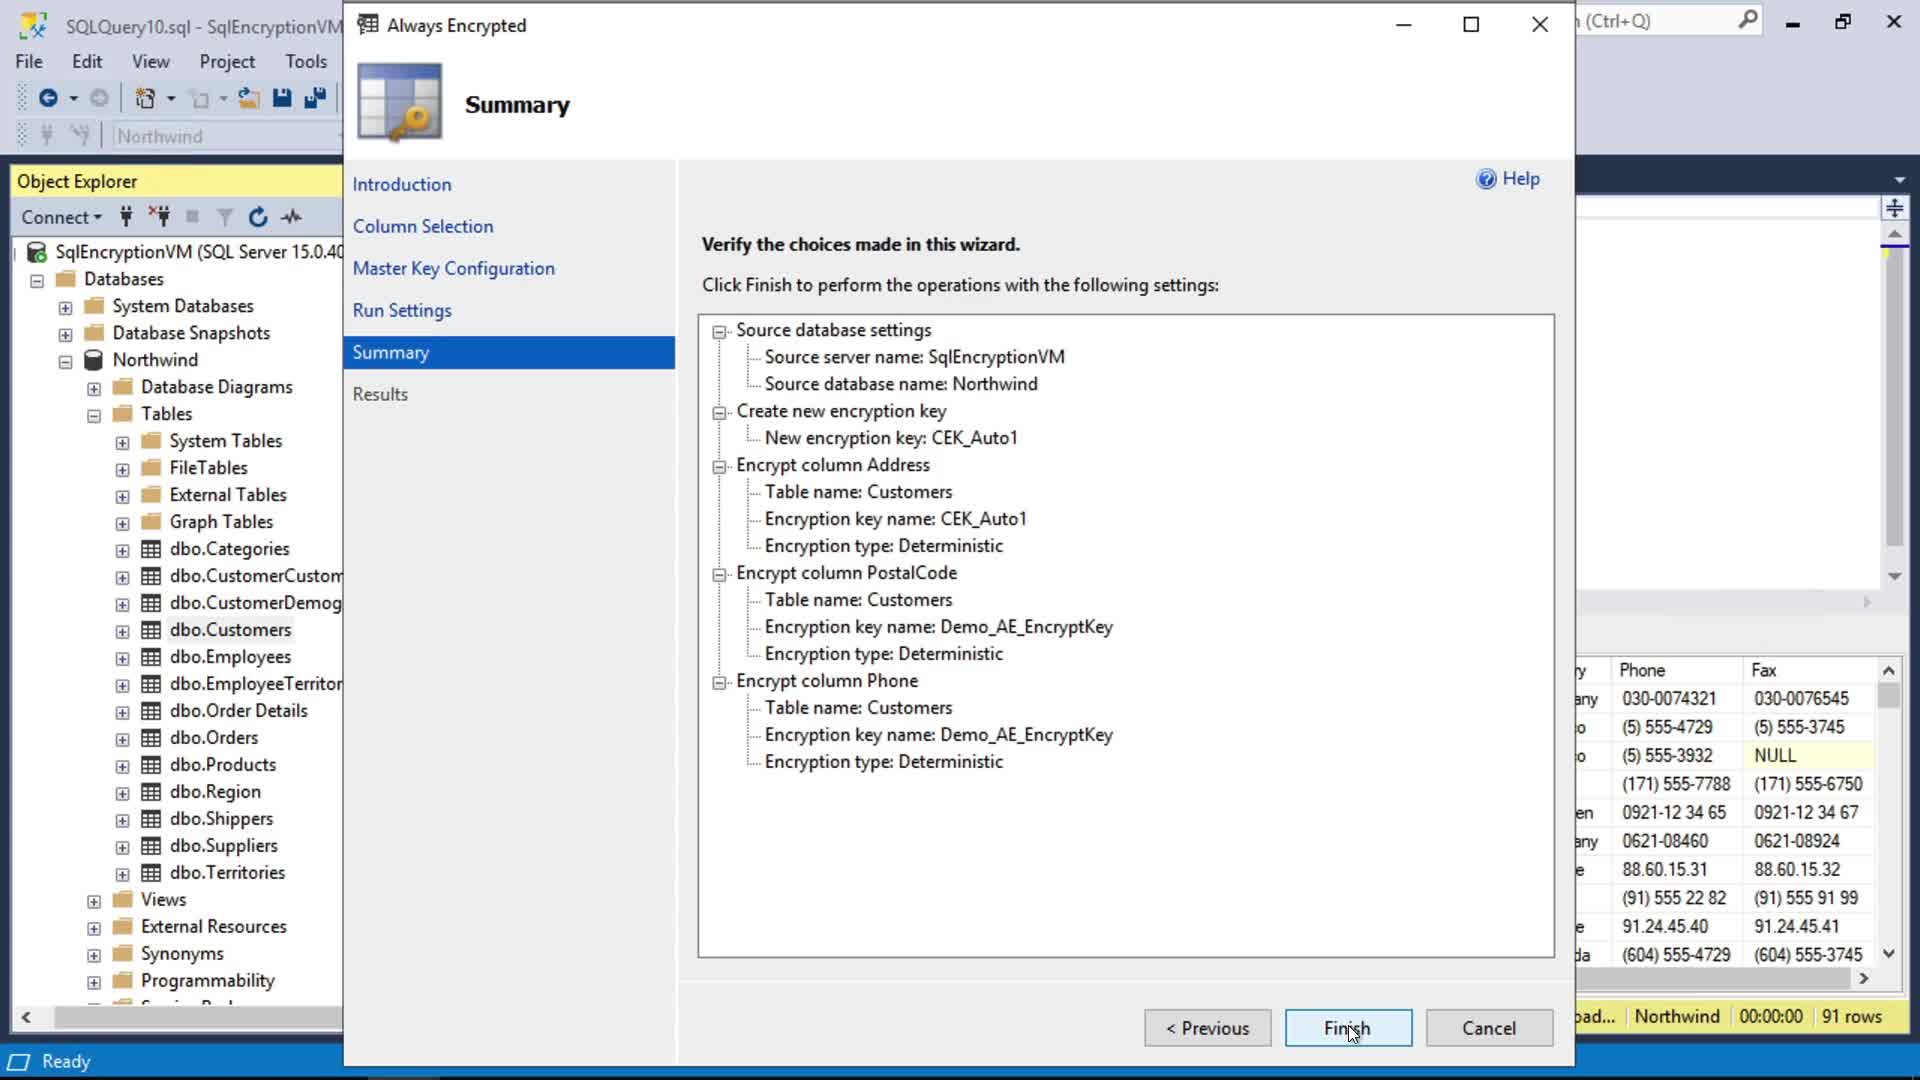 SQLQuery10.sql - SqlEncryptionVM
File Edit View Project Tools
Northwind
Object Explorer
Connect
SqlEncryptionVM (SQL Server 15.0.40
Databases
System Databases
Database Snapshots
Northwind
Database Diagrams
Tables
System Tables
FileTables
External Tables
Graph Tables
dbo.Categories
dbo.CustomerCustom
dbo.CustomerDemog
dbo.Customers
dbo.Employees
dbo.EmployeeTerritor
dbo.Order Details
dbo.Orders
dbo.Products
dbo.Region
dbo.Shippers
dbo.Suppliers
dbo.Territories
Views
External Resources
Synonyms
Programmability
Ready
Always Encrypted
Summary
Introduction
Column Selection
Master Key Configuration
Run Settings
Summary
Results
Help
Verify the choices made in this wizard.
Click Finish to perform the operations with the following settings:
Source database settings
Source server name: SqlEncryptionVM
Source database name: Northwind
Create new encryption key
New encryption key: CEK_Auto1
Encrypt column Address
Table name: Customers
Encryption key name: CEK_Auto1
Encryption type: Deterministic
Encrypt column PostalCode
Table name: Customers
Encryption key name: Demo_AE_EncryptKey
Encryption type: Deterministic
Encrypt column Phone
Table name: Customers
Encryption key name: Demo_AE_EncryptKey
Encryption type: Deterministic
< Previous Finish Cancel
(Ctrl+Q)
ry Phone Fax
any 030-0074321 030-0076545
o (5) 555-4729 (5) 555-3745
o (5) 555-3932 NULL
(171) 555-7788 (171) 555-6750
en 0921-12 34 65 0921-12 34 67
any 0621-08460 0621-08924
e 88.60.15.31 88.60.15.32
(91) 555 22 82 (91) 555 91 99
e 91.24.45.40 91.24.45.41
da (604) 555-4729 (604) 555-3745
oad... Northwind 00:00:00 91 rows